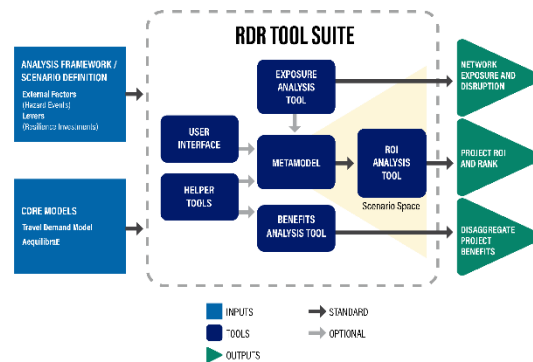 RDR TOOL SUITE
ANALYSIS FRAMEWORK /
SCENARIO DEFINITION
External Factors
(Hazard Events)
Levers
(Resilience Investments)
CORE MODELS
Travel Demand Model
AequilibraE
EXPOSURE
ANALYSIS
TOOL
USER
INTERFACE
HELPER
TOOLS
METAMODEL
BENEFITS
ANALYSIS TOOL
ROI
ANALYSIS
TOOL
Scenario Space
NETWORK
EXPOSURE AND
DISRUPTION
PROJECT ROI
AND RANK
DISAGGREGATE
PROJECT
BENEFITS
INPUTS
TOOLS
OUTPUTS
STANDARD
OPTIONAL